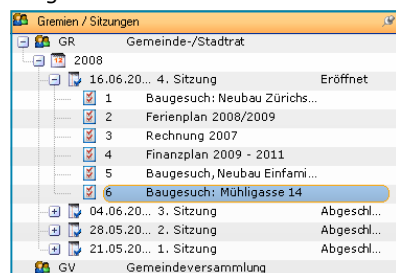 Gremien / Sitzungen
GR Gemeinde-/Stadtrat
2008
16.06.20... 4. Sitzung Eröffnet
1 Baugesuch: Neubau Zürichs...
2 Ferienplan 2008/2009
3 Rechnung 2007
4 Finanzplan 2009 - 2011
5 Baugesuch, Neubau Einfami...
6 Baugesuch: Mühligasse 14
04.06.20... 3. Sitzung Abgeschl...
28.05.20... 2. Sitzung Abgeschl...
21.05.20... 1. Sitzung Abgeschl...
GV Gemeindeversammlung